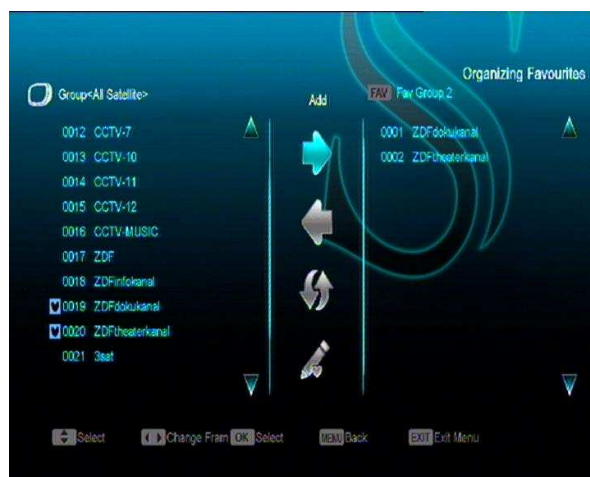 Organizing Favourites
Group<All Satellite>
Add
FAV Fav Group 2
0012 CCTV-7
0013 CCTV-10
0014 CCTV-11
0015 CCTV-12
0016 CCTV-MUSIC
0017 ZDF
0018 ZDFinfokanal
0019 ZDFdokukanal
0020 ZDFtheaterkanal
0021 3sat
0001 ZDFdokukanal
0002 ZDFtheaterkanal
Select Change Fram OK Select MENU Back EXIT Exit Menu